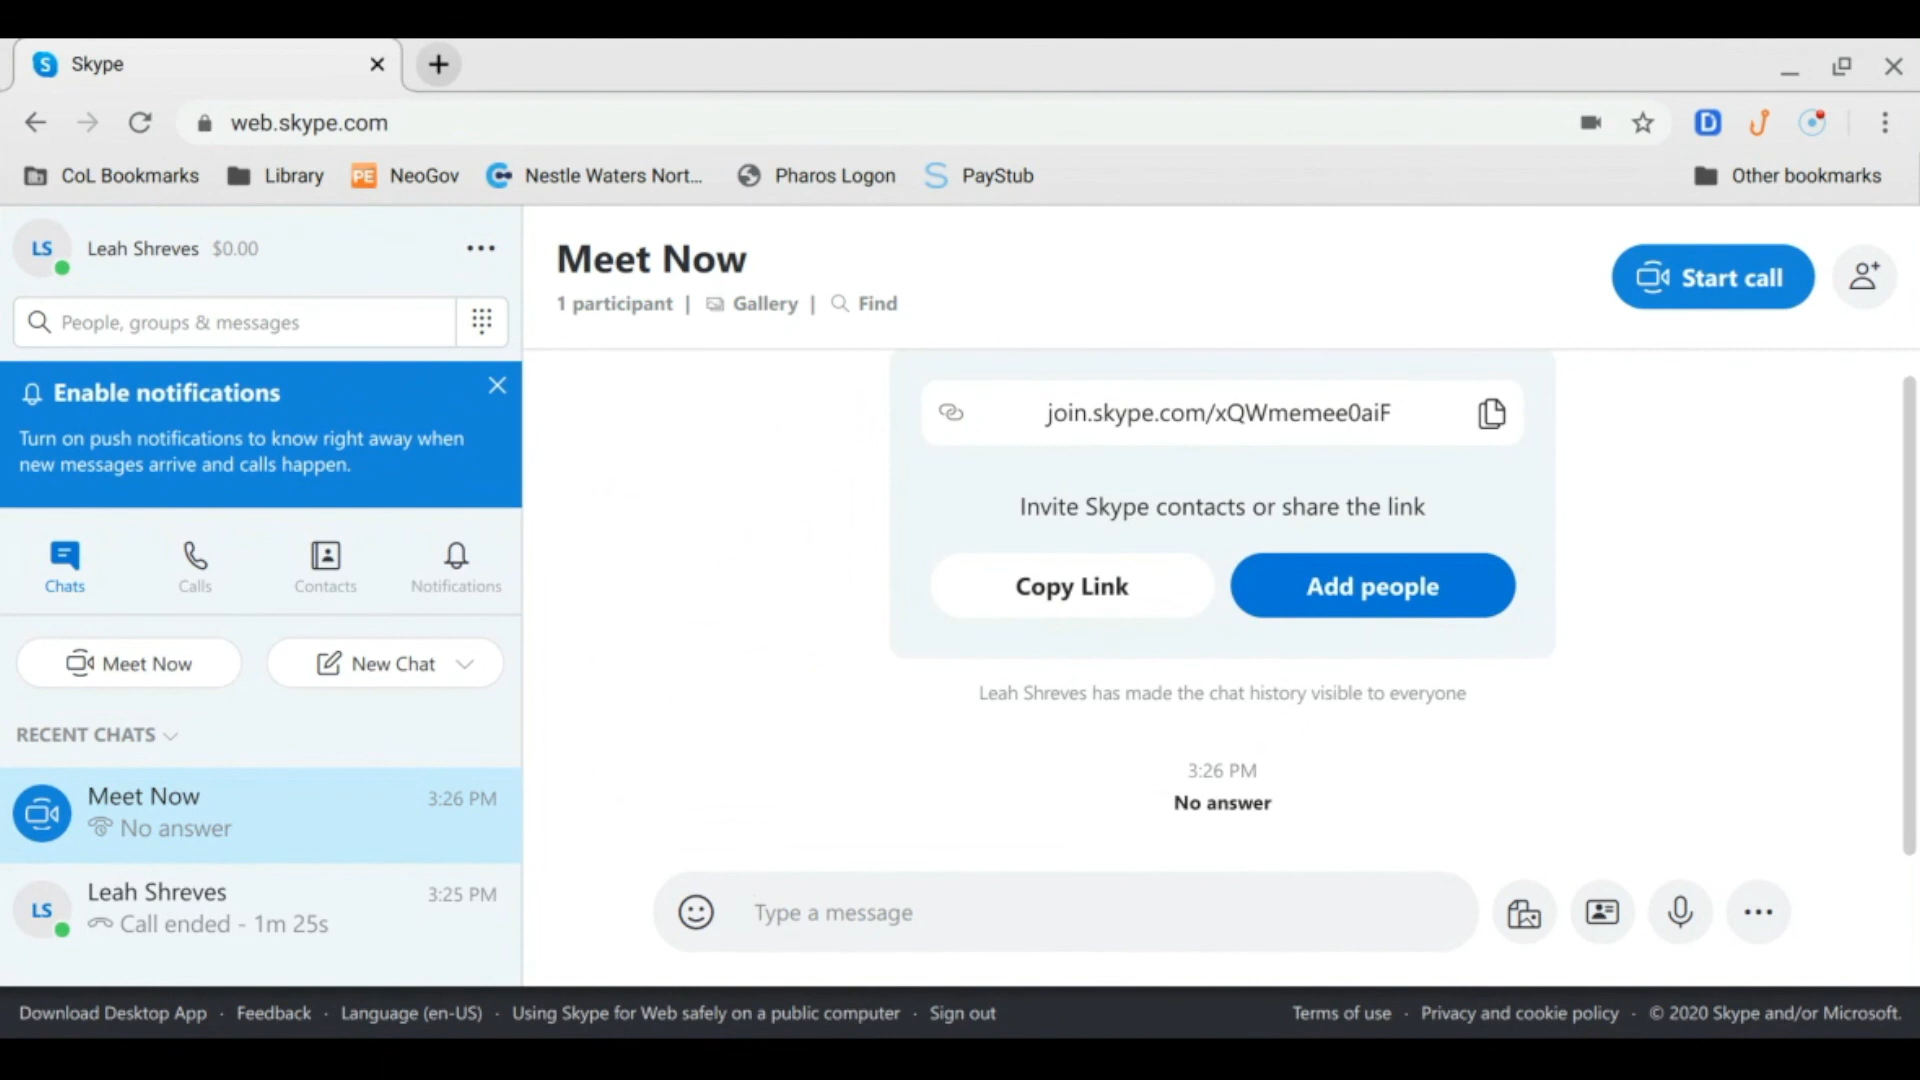 Skype
web.skype.com
CoL Bookmarks Library NeoGov Nestle Waters Nort... Pharos Logon PayStub Other bookmarks
LS Leah Shreves $0.00
People, groups & messages
Enable notifications
Turn on push notifications to know right away when
new messages arrive and calls happen.
Chats Calls Contacts Notifications
Meet Now New Chat
RECENT CHATS
Meet Now 3:26 PM
No answer
LS Leah Shreves 3:25 PM
Call ended - 1m 25s
Meet Now
1 participant | Gallery | Find
Start call
join.skype.com/xQWmemee0aiF
Invite Skype contacts or share the link
Copy Link Add people
Leah Shreves has made the chat history visible to everyone
3:26 PM
No answer
Type a message
Download Desktop App · Feedback · Language (en-US) · Using Skype for Web safely on a public computer · Sign out Terms of use · Privacy and cookie policy · © 2020 Skype and/or Microsoft.